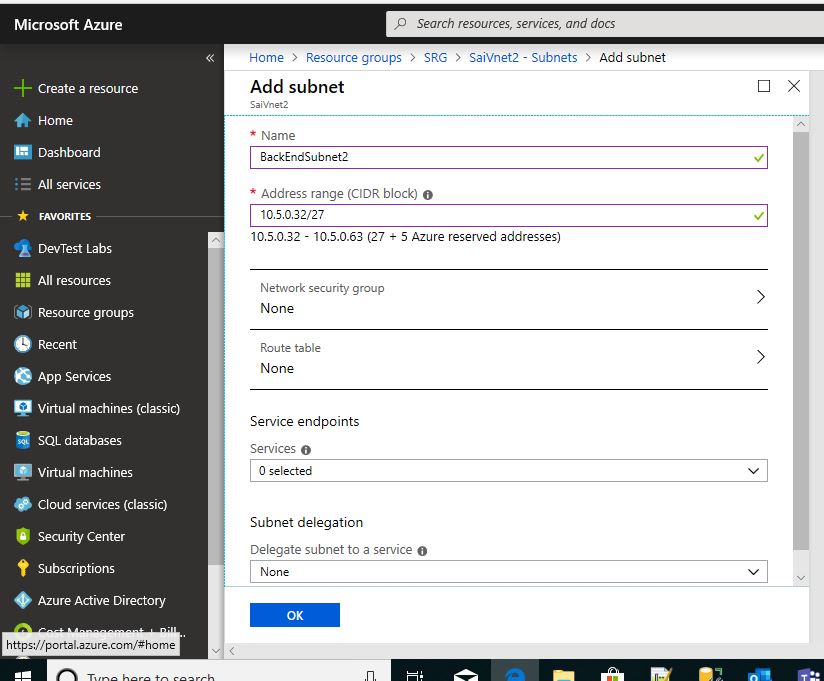 Microsoft Azure
Search resources, services, and docs
Create a resource
Home
Dashboard
All services
FAVORITES
DevTest Labs
All resources
Resource groups
Recent
App Services
Virtual machines (classic)
SQL databases
Virtual machines
Cloud services (classic)
Security Center
Subscriptions
Azure Active Directory
Cost Management + Bill...
https://portal.azure.com/#home
Home > Resource groups > SRG > SaiVnet2 - Subnets > Add subnet
Add subnet
SaiVnet2
* Name
BackEndSubnet2
* Address range (CIDR block)
10.5.0.32/27
10.5.0.32 - 10.5.0.63 (27 + 5 Azure reserved addresses)
Network security group
None
Route table
None
Service endpoints
Services
0 selected
Subnet delegation
Delegate subnet to a service
None
OK
Type here to search